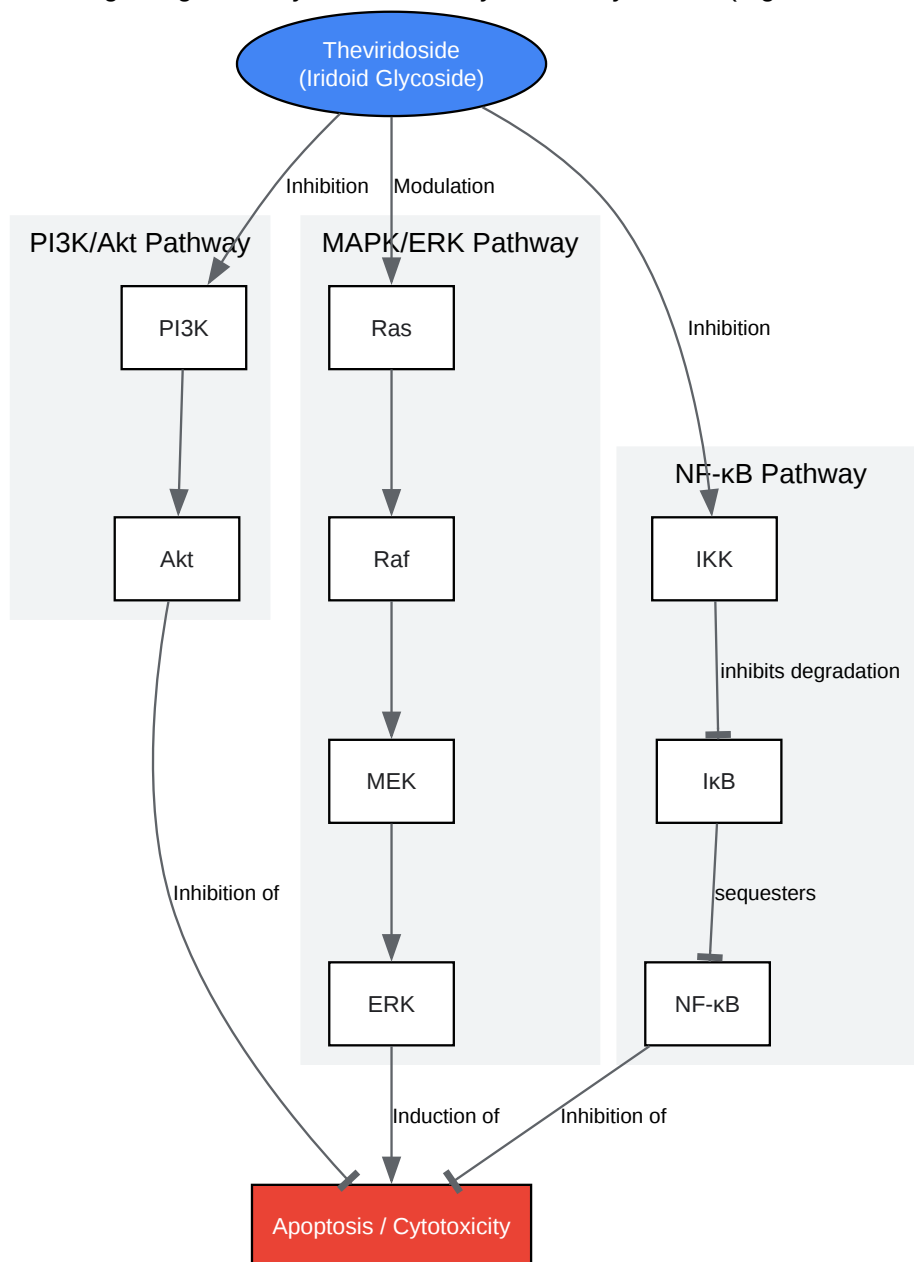 Theviridoside
(Iridoid Glycoside)
Inhibition
Modulation
PI3K/Akt Pathway
MAPK/ERK Pathway
PI3K
Ras
Inhibition
NF-κB Pathway
Akt
Raf
IKK
inhibits degradation
MEK
IκB
Inhibition of
sequesters
ERK
NF-κB
Induction of
Inhibition of
Apoptosis / Cytotoxicity